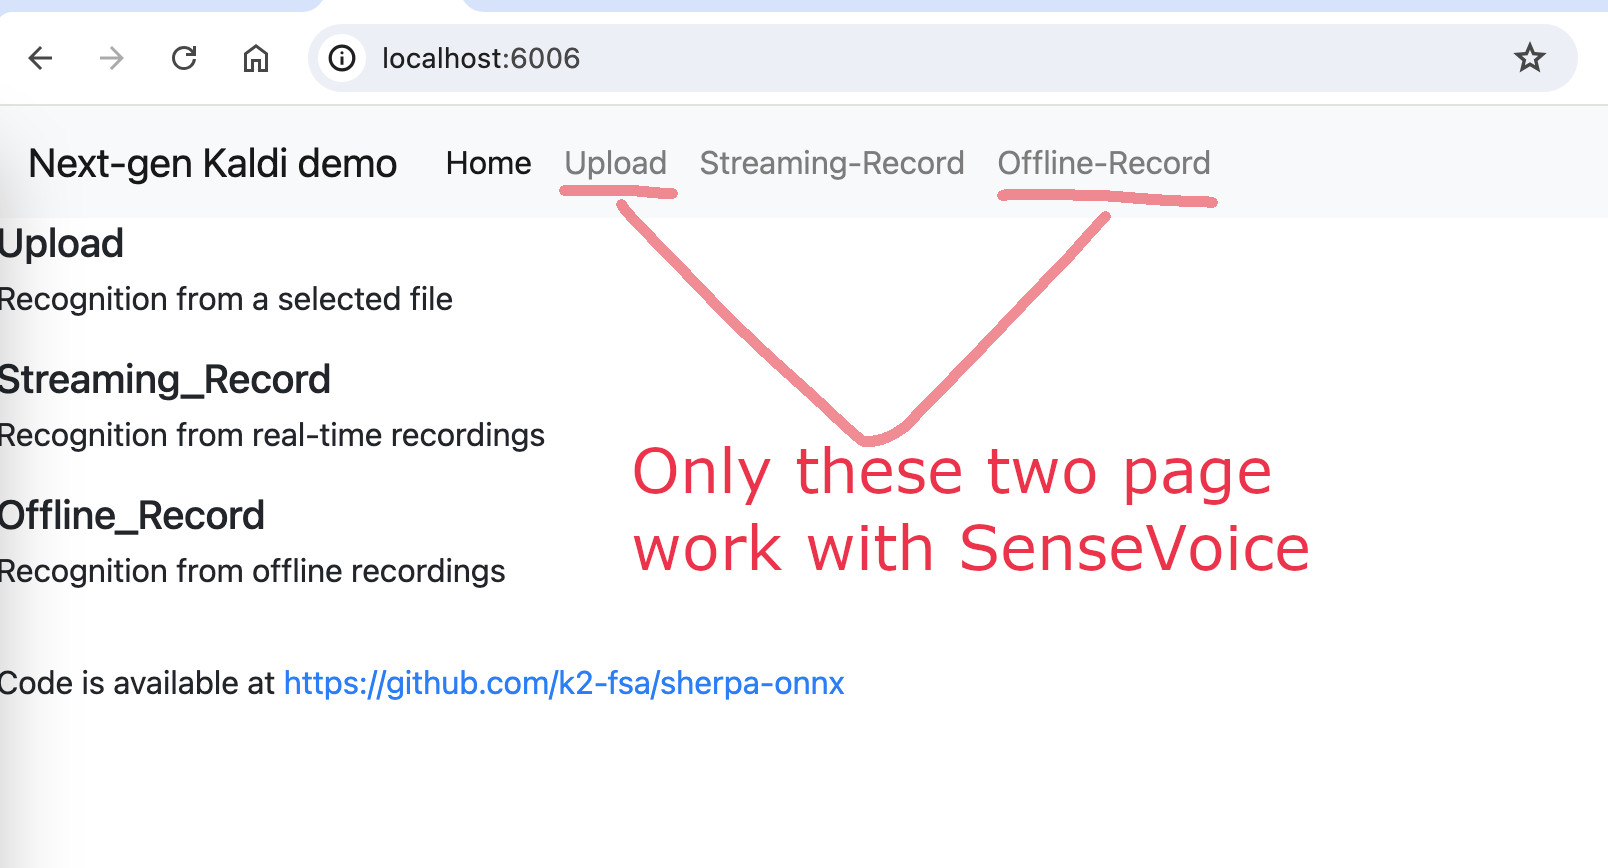 localhost:6006
Next-gen Kaldi demo Home Upload Streaming-Record Offline-Record
Upload
Recognition from a selected file
Streaming_Record
Recognition from real-time recordings
Offline_Record
Recognition from offline recordings
Only these two page
work with SenseVoice
Code is available at https://github.com/k2-fsa/sherpa-onnx